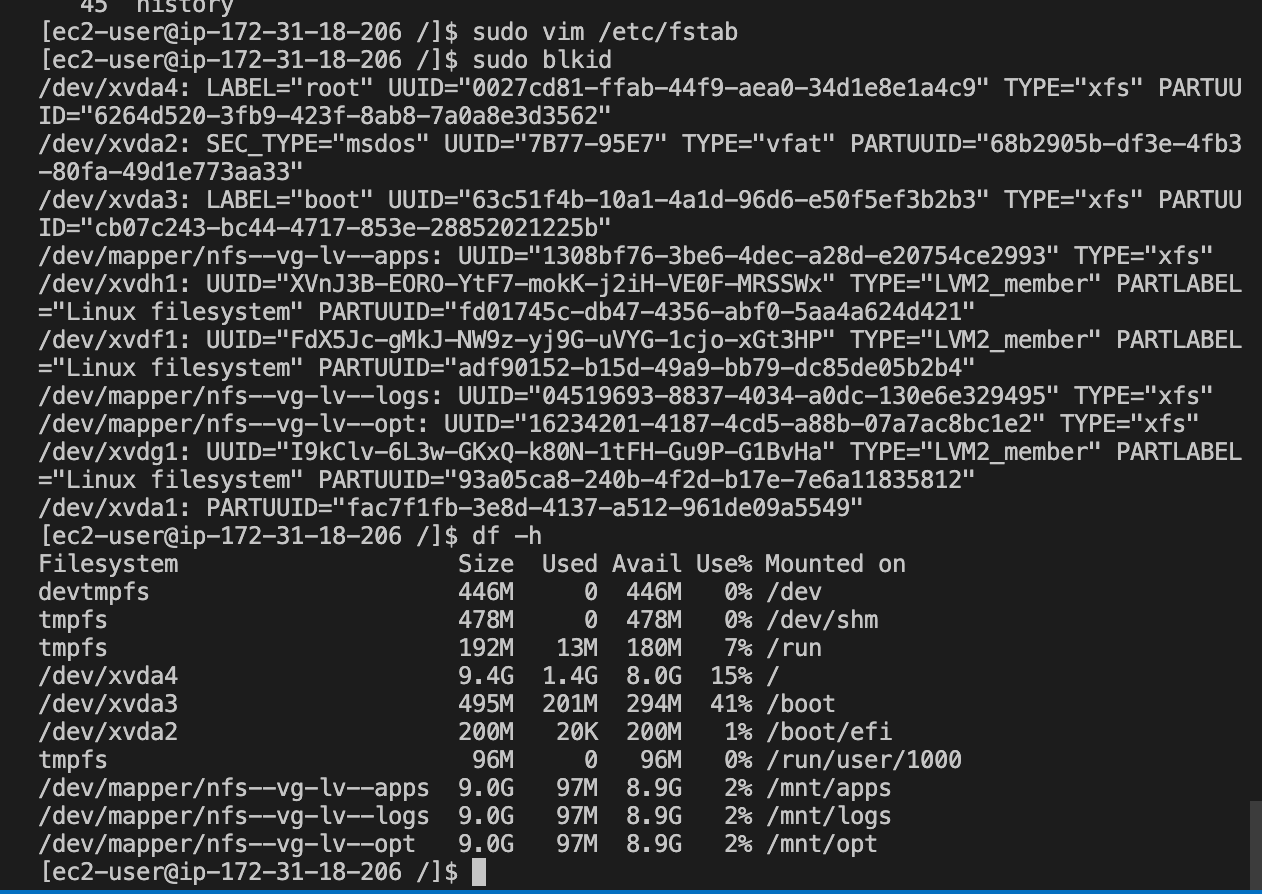 45  history
[ec2-user@ip-172-31-18-206 /]$ sudo vim /etc/fstab
[ec2-user@ip-172-31-18-206 /]$ sudo blkid
/dev/xvda4: LABEL="root" UUID="0027cd81-ffab-44f9-aea0-34d1e8e1a4c9" TYPE="xfs" PARTUU
ID="6264d520-3fb9-423f-8ab8-7a0a8e3d3562"
/dev/xvda2: SEC_TYPE="msdos" UUID="7B77-95E7" TYPE="vfat" PARTUUID="68b2905b-df3e-4fb3
-80fa-49d1e773aa33"
/dev/xvda3: LABEL="boot" UUID="63c51f4b-10a1-4a1d-96d6-e50f5ef3b2b3" TYPE="xfs" PARTUU
ID="cb07c243-bc44-4717-853e-28852021225b"
/dev/mapper/nfs--vg-lv--apps: UUID="1308bf76-3be6-4dec-a28d-e20754ce2993" TYPE="xfs"
/dev/xvdh1: UUID="XVnJ3B-EORO-YtF7-mokK-j2iH-VE0F-MRSSWx" TYPE="LVM2_member" PARTLABEL
="Linux filesystem" PARTUUID="fd01745c-db47-4356-abf0-5aa4a624d421"
/dev/xvdf1: UUID="FdX5Jc-gMkJ-NW9z-yj9G-uVYG-1cjo-xGt3HP" TYPE="LVM2_member" PARTLABEL
="Linux filesystem" PARTUUID="adf90152-b15d-49a9-bb79-dc85de05b2b4"
/dev/mapper/nfs--vg-lv--logs: UUID="04519693-8837-4034-a0dc-130e6e329495" TYPE="xfs"
/dev/mapper/nfs--vg-lv--opt: UUID="16234201-4187-4cd5-a88b-07a7ac8bc1e2" TYPE="xfs"
/dev/xvdg1: UUID="I9kClv-6L3w-GKxQ-k80N-1tFH-Gu9P-G1BvHa" TYPE="LVM2_member" PARTLABEL
="Linux filesystem" PARTUUID="93a05ca8-240b-4f2d-b17e-7e6a11835812"
/dev/xvda1: PARTUUID="fac7f1fb-3e8d-4137-a512-961de09a5549"
[ec2-user@ip-172-31-18-206 /]$ df -h
Filesystem                    Size  Used Avail Use% Mounted on
devtmpfs                      446M     0  446M   0% /dev
tmpfs                         478M     0  478M   0% /dev/shm
tmpfs                         192M   13M  180M   7% /run
/dev/xvda4                    9.4G  1.4G  8.0G  15% /
/dev/xvda3                    495M  201M  294M  41% /boot
/dev/xvda2                    200M   20K  200M   1% /boot/efi
tmpfs                          96M     0   96M   0% /run/user/1000
/dev/mapper/nfs--vg-lv--apps  9.0G   97M  8.9G   2% /mnt/apps
/dev/mapper/nfs--vg-lv--logs  9.0G   97M  8.9G   2% /mnt/logs
/dev/mapper/nfs--vg-lv--opt   9.0G   97M  8.9G   2% /mnt/opt
[ec2-user@ip-172-31-18-206 /]$